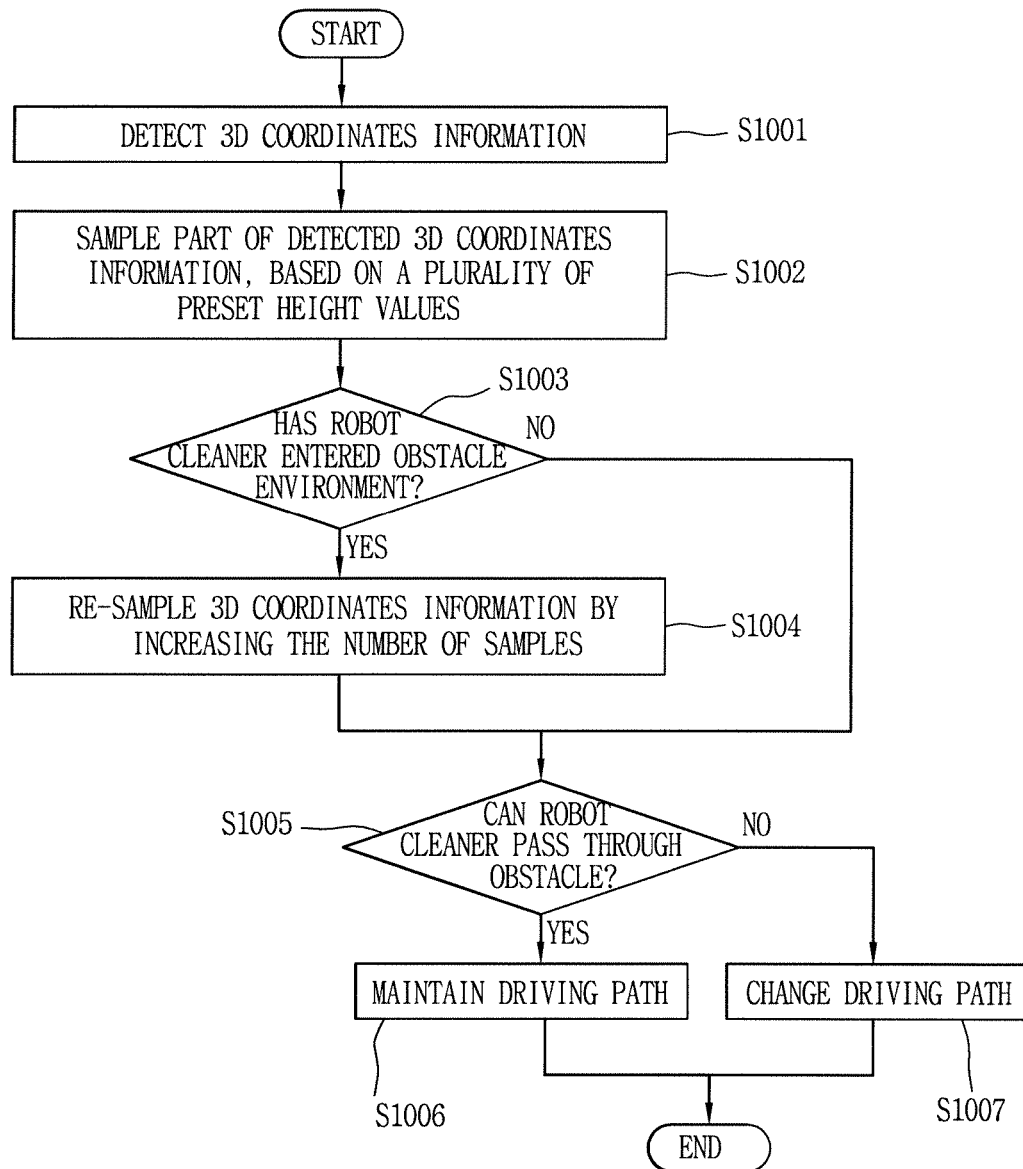 START
DETECT 3D COORDINATES INFORMATION
S1001
SAMPLE PART OF DETECTED 3D COORDINATES
INFORMATION, BASED ON A PLURALITY OF
PRESET HEIGHT VALUES
S1002
S1003
HAS ROBOT
CLEANER ENTERED OBSTACLE
ENVIRONMENT?
NO
YES
RE-SAMPLE 3D COORDINATES INFORMATION BY
INCREASING THE NUMBER OF SAMPLES
S1004
S1005
CAN ROBOT
CLEANER PASS THROUGH
OBSTACLE?
NO
YES
MAINTAIN DRIVING PATH
CHANGE DRIVING PATH
S1006
S1007
END